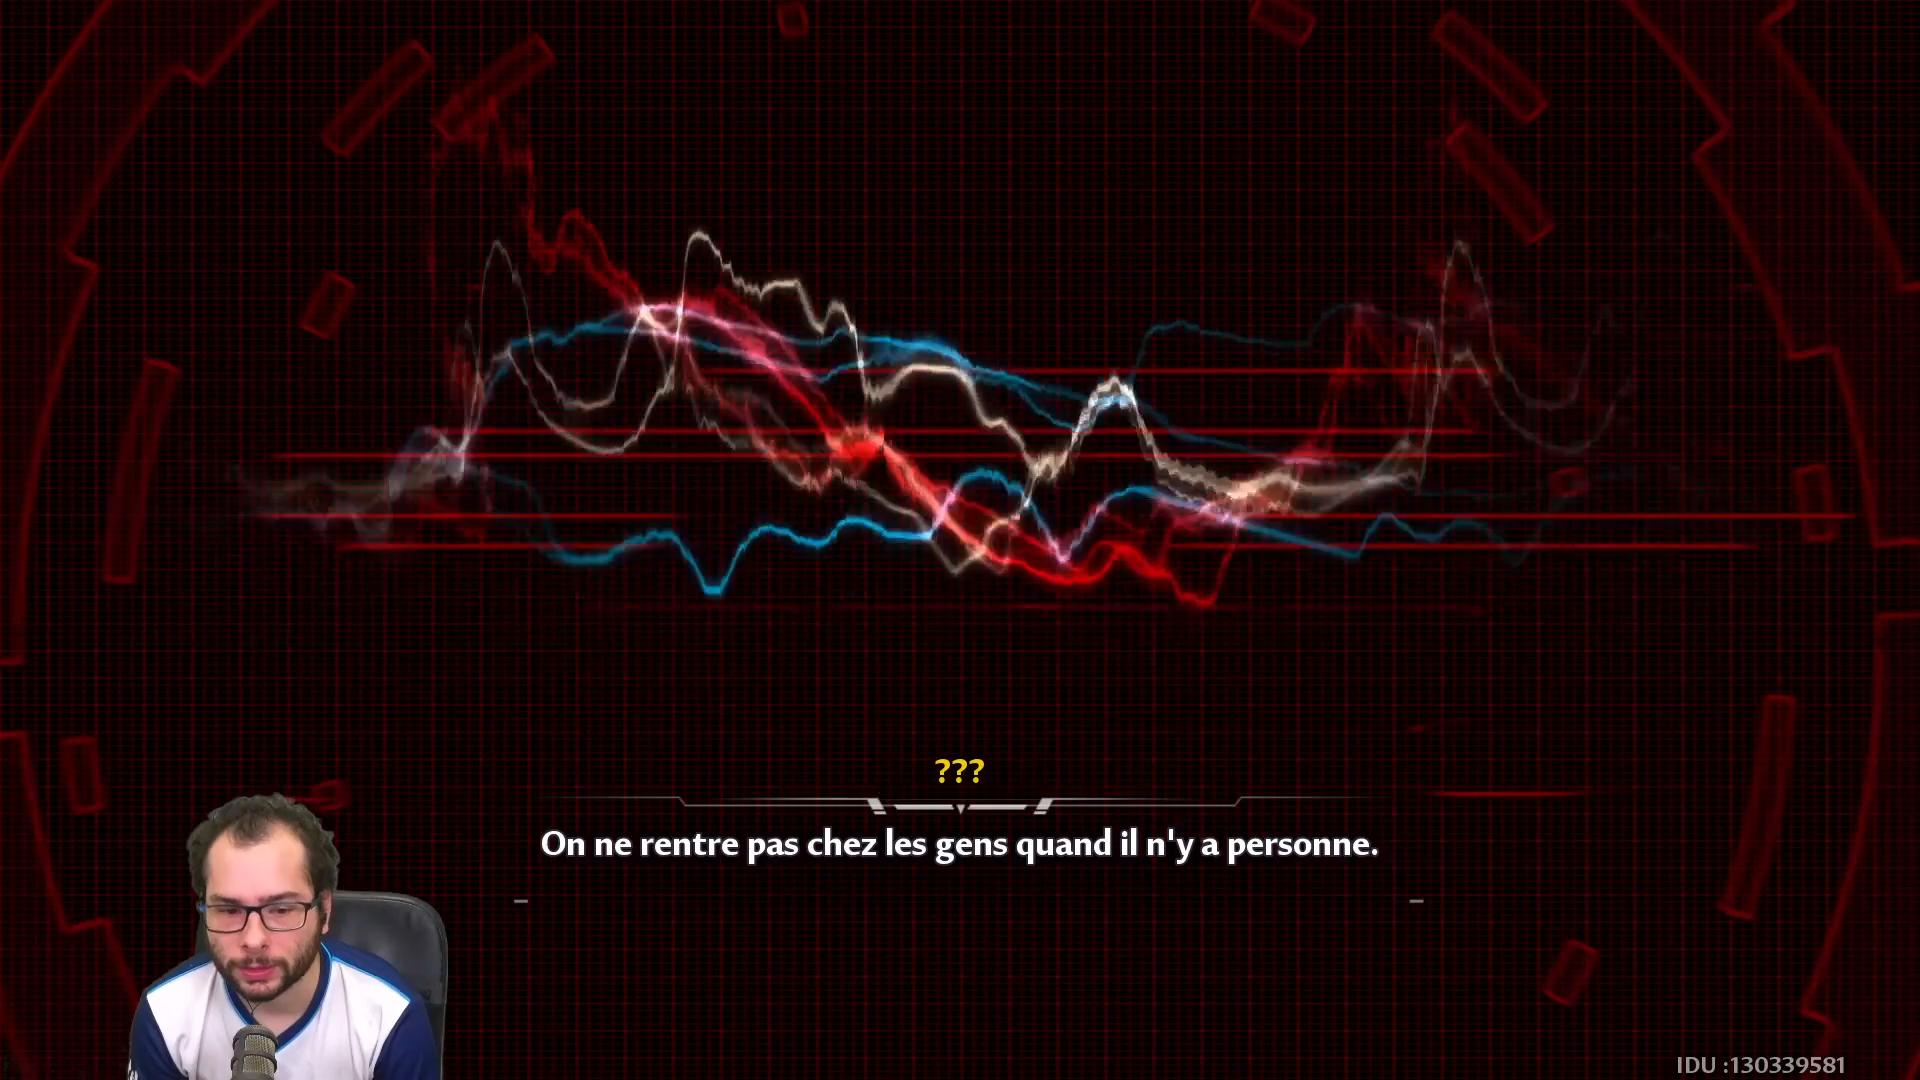 ???
On ne rentre pas chez les gens quand il n'y a personne.
IDU :130339581